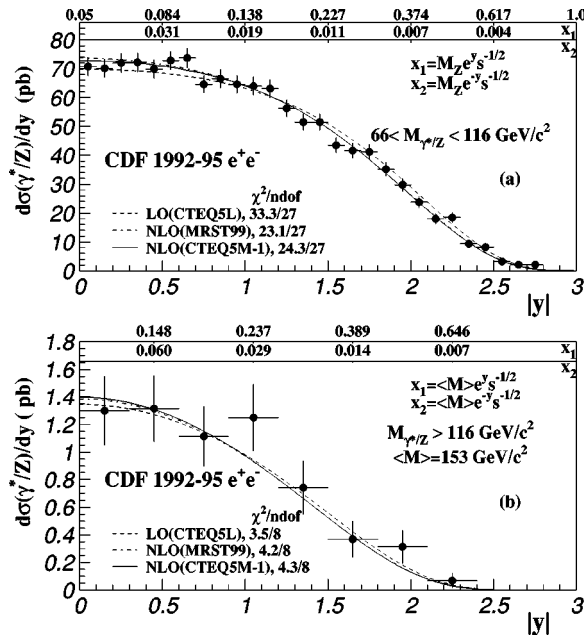 0.05 0.084 0.138 0.227 0.374 0.617 1.0
x₁
0.031 0.019 0.011 0.007 0.004
x₂
80
70
60
50
40
30
20
10
0
dσ(γ*/Z)/dy (pb)
x₁=M_Z e^y s^-1/2
x₂=M_Z e^-y s^-1/2
66< M_γ*/Z < 116 GeV/c²
CDF 1992-95 e⁺e⁻
(a)
χ²/ndof
LO(CTEQ5L), 33.3/27
NLO(MRST99), 23.1/27
NLO(CTEQ5M-1), 24.3/27
0 0.5 1 1.5 2 2.5 3
|y|
0.148 0.237 0.389 0.646
x₁
0.060 0.029 0.014 0.007
x₂
1.8
1.6
1.4
1.2
1
0.8
0.6
0.4
0.2
0
dσ(γ*/Z)/dy (pb)
x₁=<M>e^y s^-1/2
x₂=<M>e^-y s^-1/2
M_γ*/Z > 116 GeV/c²
<M>=153 GeV/c²
CDF 1992-95 e⁺e⁻
(b)
χ²/ndof
LO(CTEQ5L), 3.5/8
NLO(MRST99), 4.2/8
NLO(CTEQ5M-1), 4.3/8
0 0.5 1 1.5 2 2.5 3
|y|